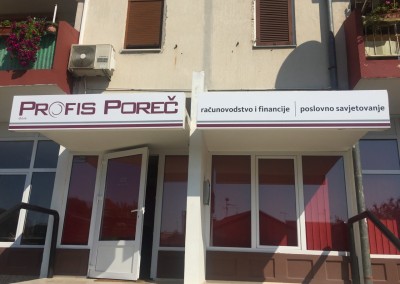 PROFIS POREČ
računovodstvo i financije | poslovno savjetovanje